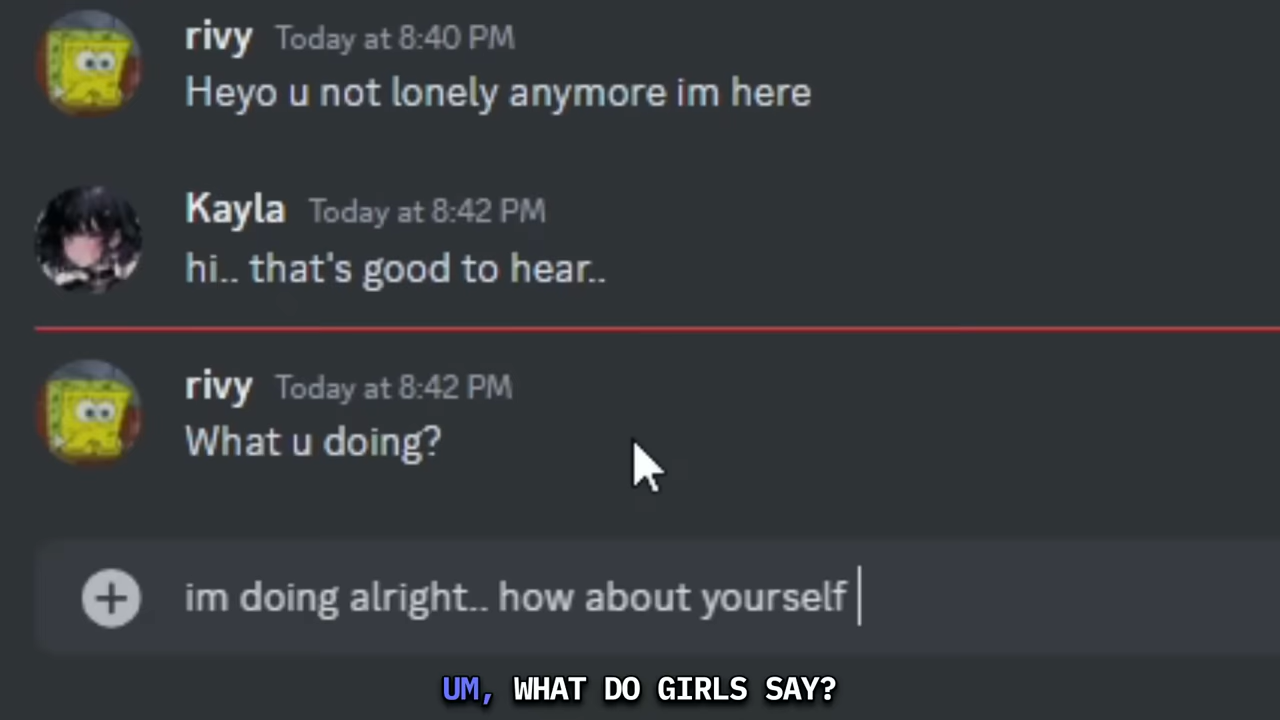 rivy Today at 8:40 PM
Heyo u not lonely anymore im here
Kayla Today at 8:42 PM
hi.. that's good to hear..
rivy Today at 8:42 PM
What u doing?
im doing alright.. how about yourself
UM, WHAT DO GIRLS SAY?